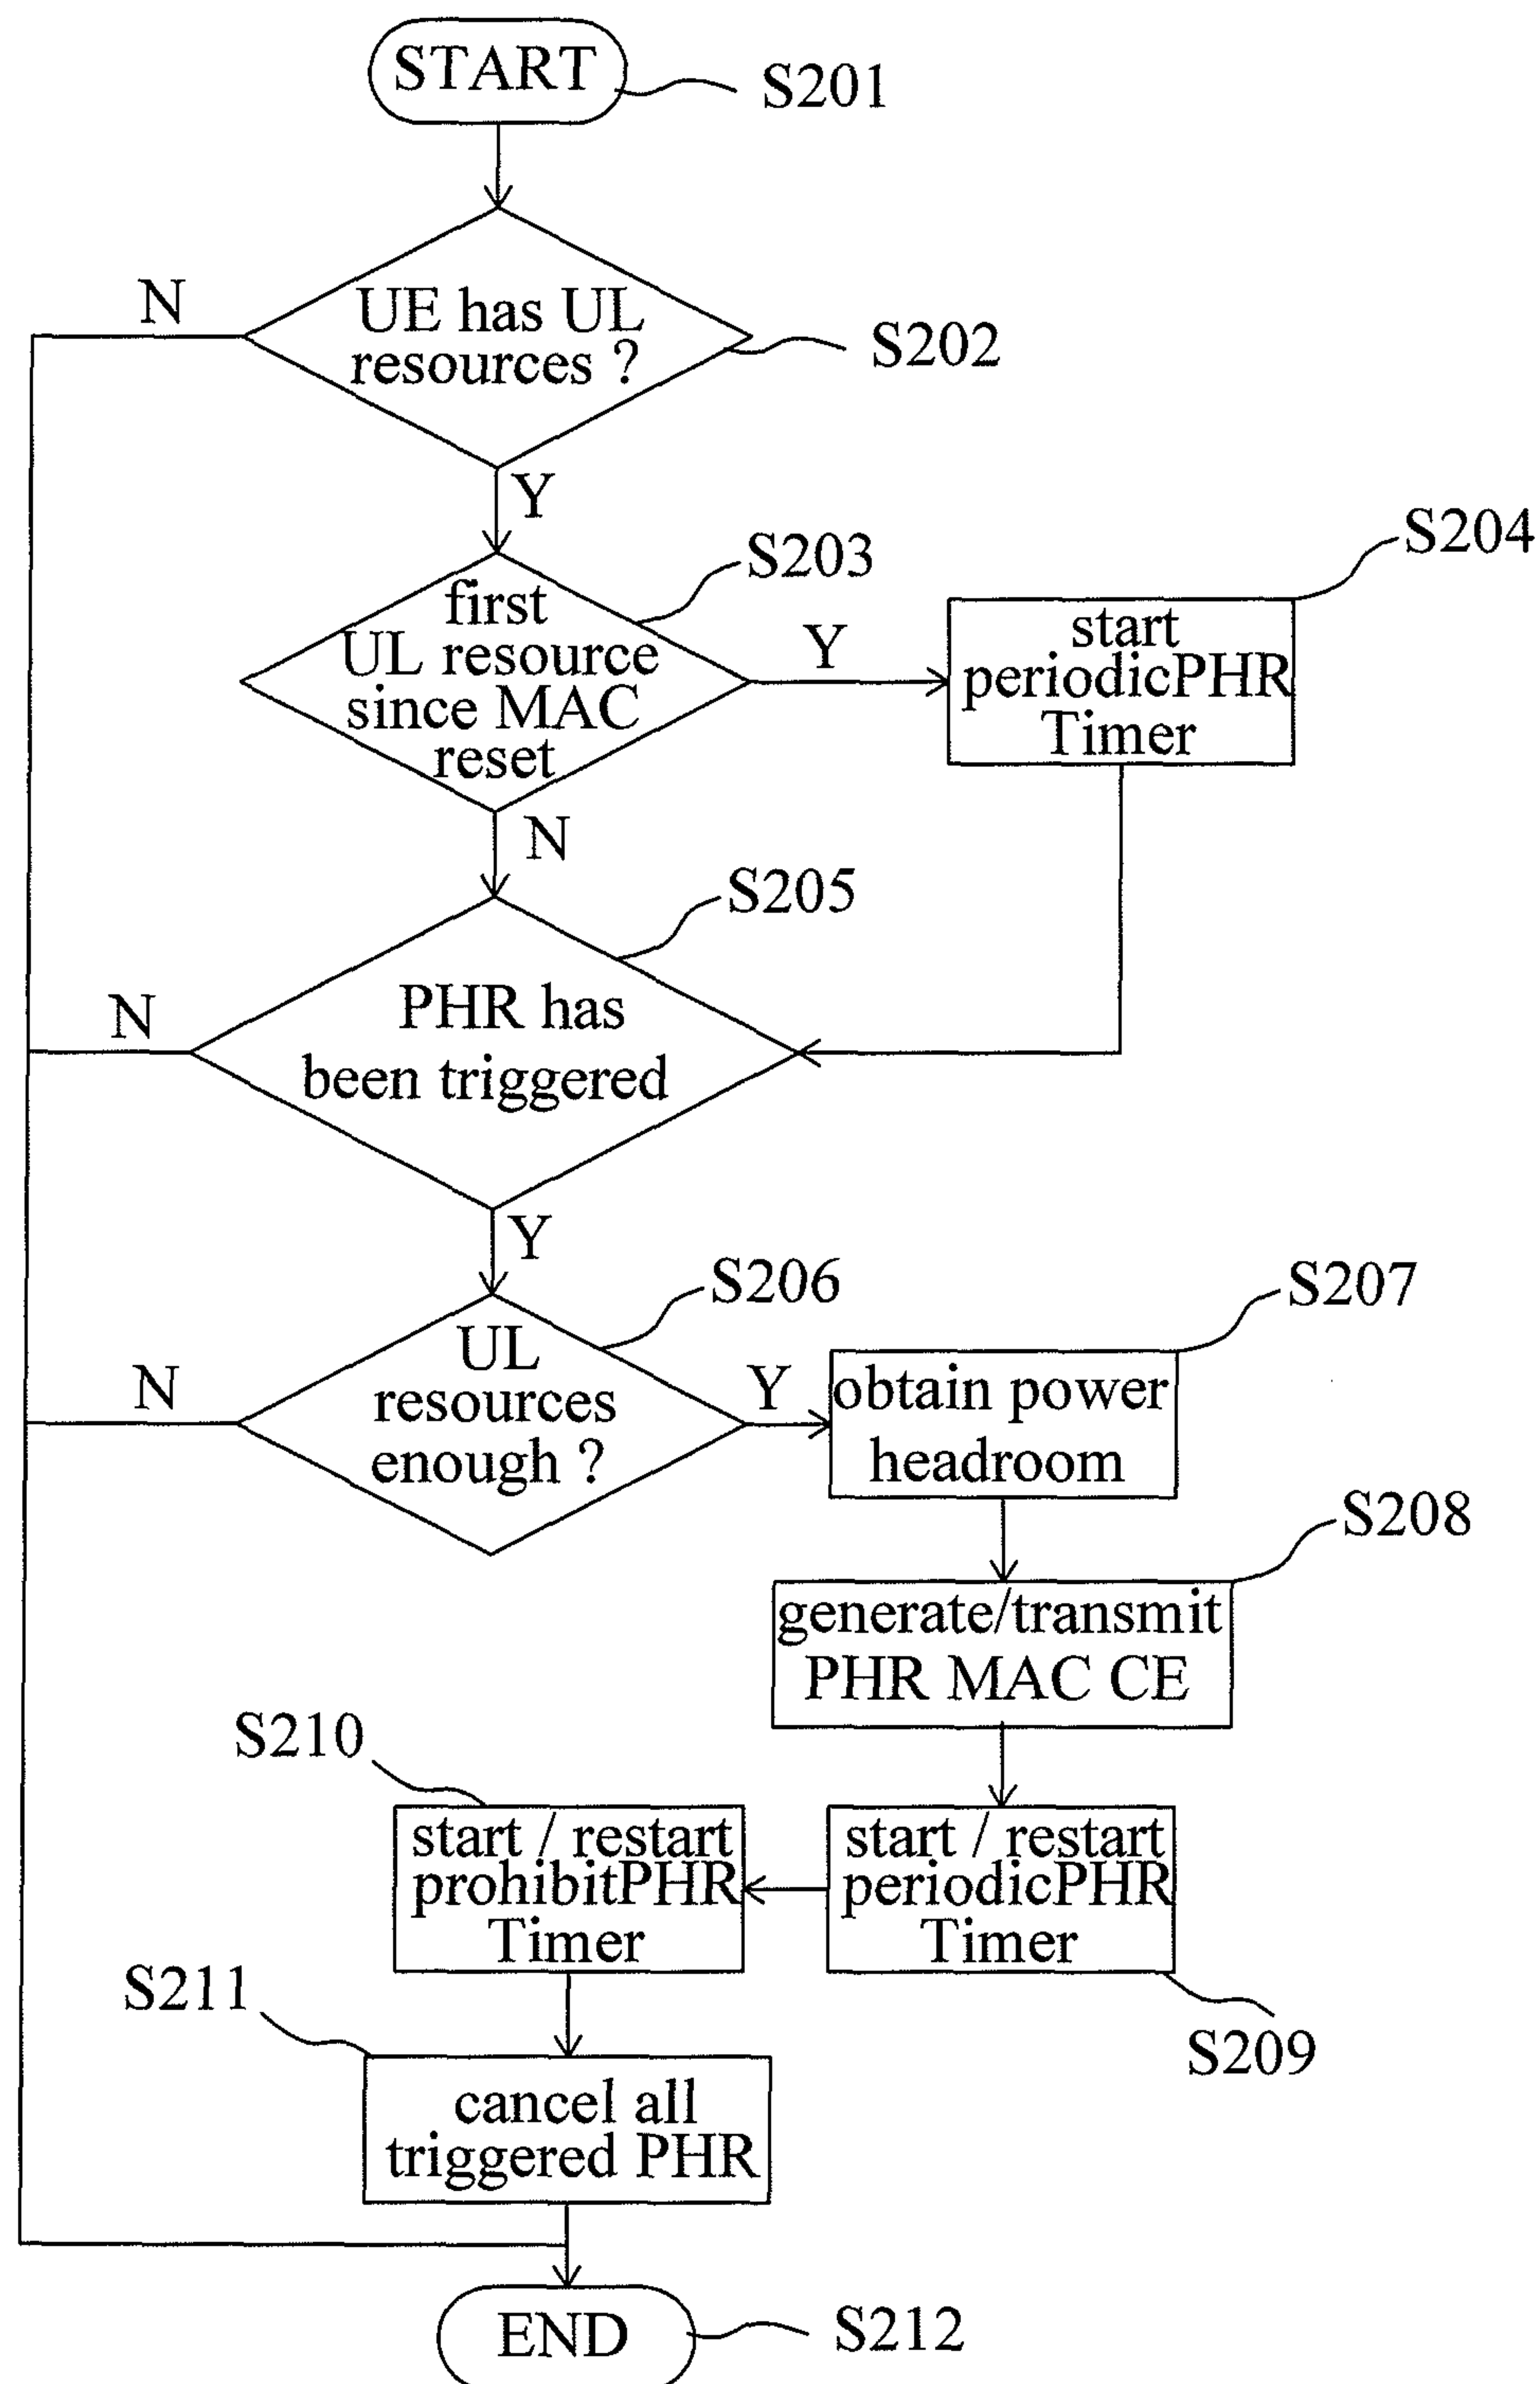 START
S201
N
UE has UL
resources ?
S202
Y
S203
first
UL resource
since MAC
reset
Y
S204
start
periodicPHR
Timer
N
S205
PHR has
been triggered
N
Y
S206
UL
resources
enough ?
N
Y
S207
obtain power
headroom
S208
generate/transmit
PHR MAC CE
S210
start / restart
prohibitPHR
Timer
start / restart
periodicPHR
Timer
S209
S211
cancel all
triggered PHR
END
S212